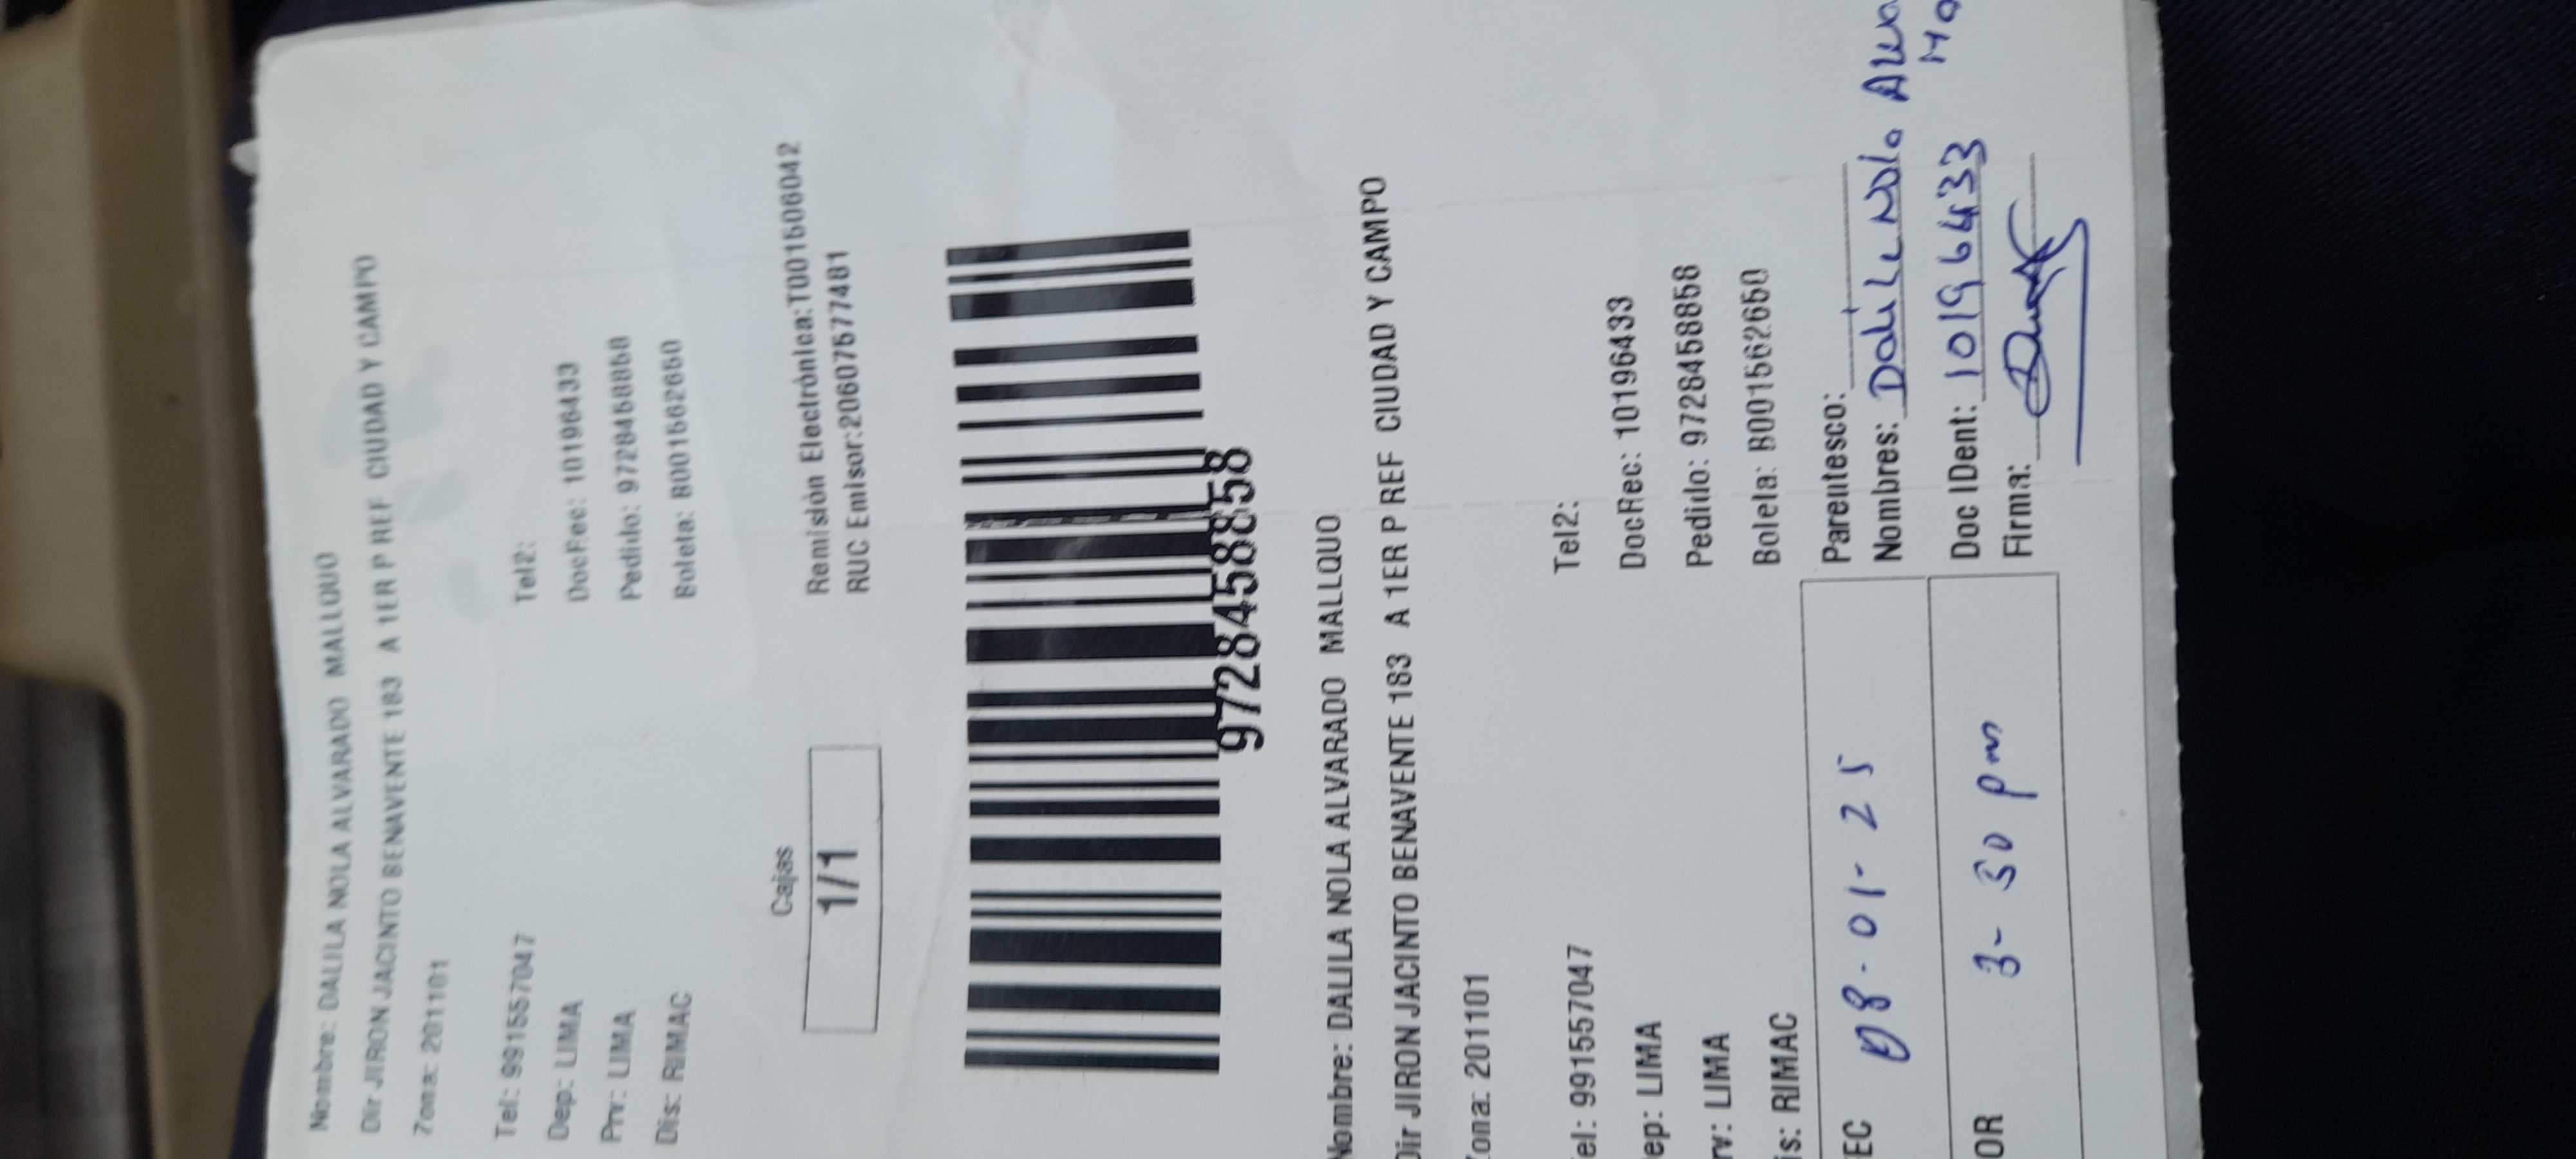 Nombre: DALILA NOLA ALVARADO MALLQUO
Dir JIRON JACINTO BENAVENTE 183 A 1ER P REF CIUDAD Y CAMPO
Zona: 201101
Tel: 991557047 Tel2:
Dep: LIMA DocRec: 10196433
Prv: LIMA Pedido: 9728458858
Dis: RIMAC Boleta: B001562650
Cajas
1/1
Remisión Electrónica:T001506042
RUC Emisor:20607577481
9728458858
Nombre: DALILA NOLA ALVARADO MALLQUO
Dir JIRON JACINTO BENAVENTE 183 A 1ER P REF CIUDAD Y CAMPO
ona: 201101
el: 991557047 Tel2:
ep: LIMA DocRec: 10196433
rv: LIMA Pedido: 9728458858
is: RIMAC Boleta: B001562650
EC 08-01-25
Parentesco:
Nombres: Dalila Nola
OR 3-30 pm
Doc IDent: 10196433
Firma: